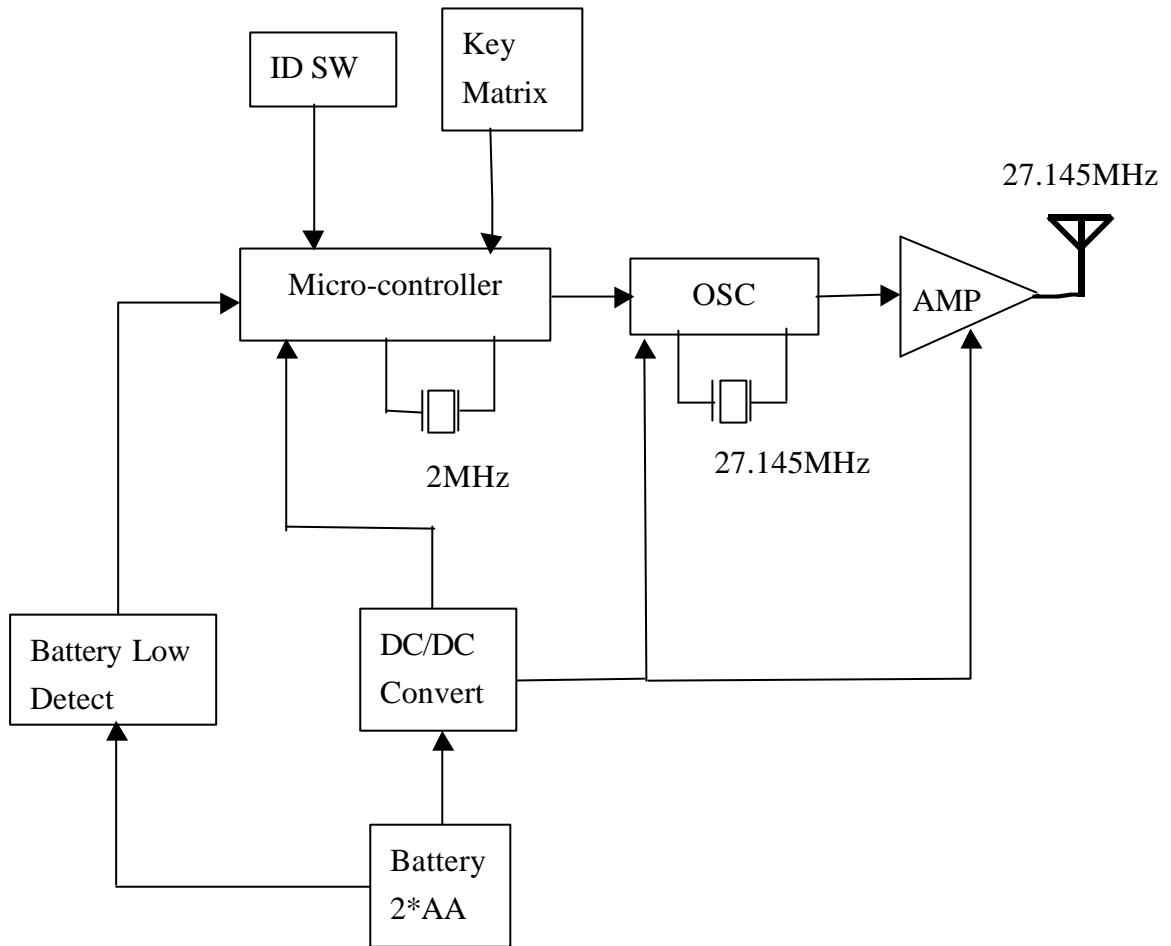 ID SW
Key
Matrix
27.145MHz
Micro-controller
OSC
AMP
2MHz
27.145MHz
Battery Low
Detect
DC/DC
Convert
Battery
2*AA